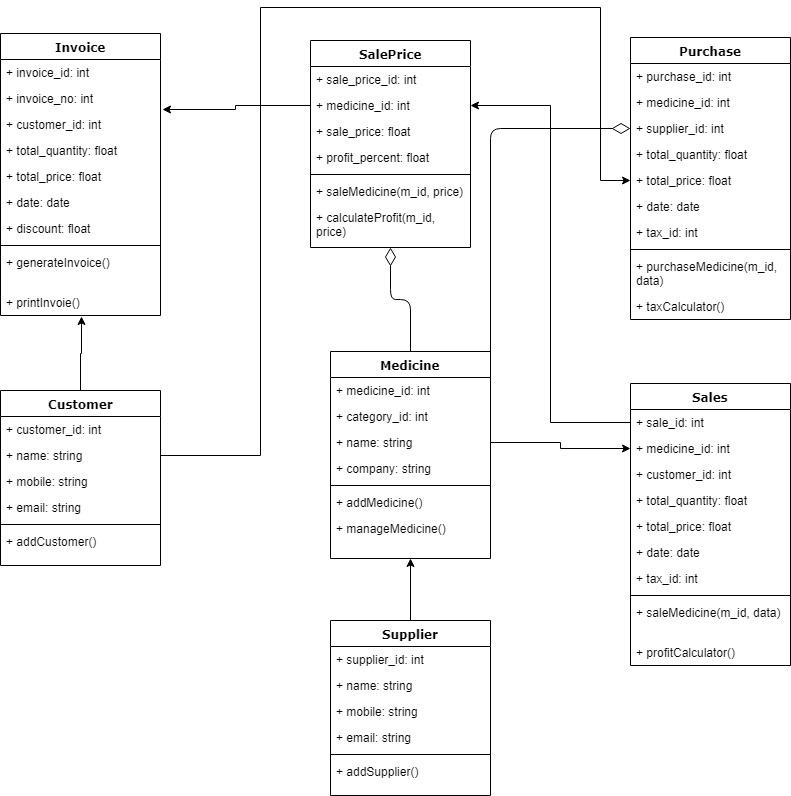 Invoice
+ invoice_id: int
+ invoice_no: int
+ customer_id: int
+ total_quantity: float
+ total_price: float
+ date: date
+ discount: float
+ generateInvoice()
+ printInvoie()
SalePrice
+ sale_price_id: int
+ medicine_id: int
+ sale_price: float
+ profit_percent: float
+ saleMedicine(m_id, price)
+ calculateProfit(m_id,
price)
Purchase
+ purchase_id: int
+ medicine_id: int
+ supplier_id: int
+ total_quantity: float
+ total_price: float
+ date: date
+ tax_id: int
+ purchaseMedicine(m_id,
data)
+ taxCalculator()
Customer
+ customer_id: int
+ name: string
+ mobile: string
+ email: string
+ addCustomer()
Medicine
+ medicine_id: int
+ category_id: int
+ name: string
+ company: string
+ addMedicine()
+ manageMedicine()
Sales
+ sale_id: int
+ medicine_id: int
+ customer_id: int
+ total_quantity: float
+ total_price: float
+ date: date
+ tax_id: int
+ saleMedicine(m_id, data)
+ profitCalculator()
Supplier
+ supplier_id: int
+ name: string
+ mobile: string
+ email: string
+ addSupplier()